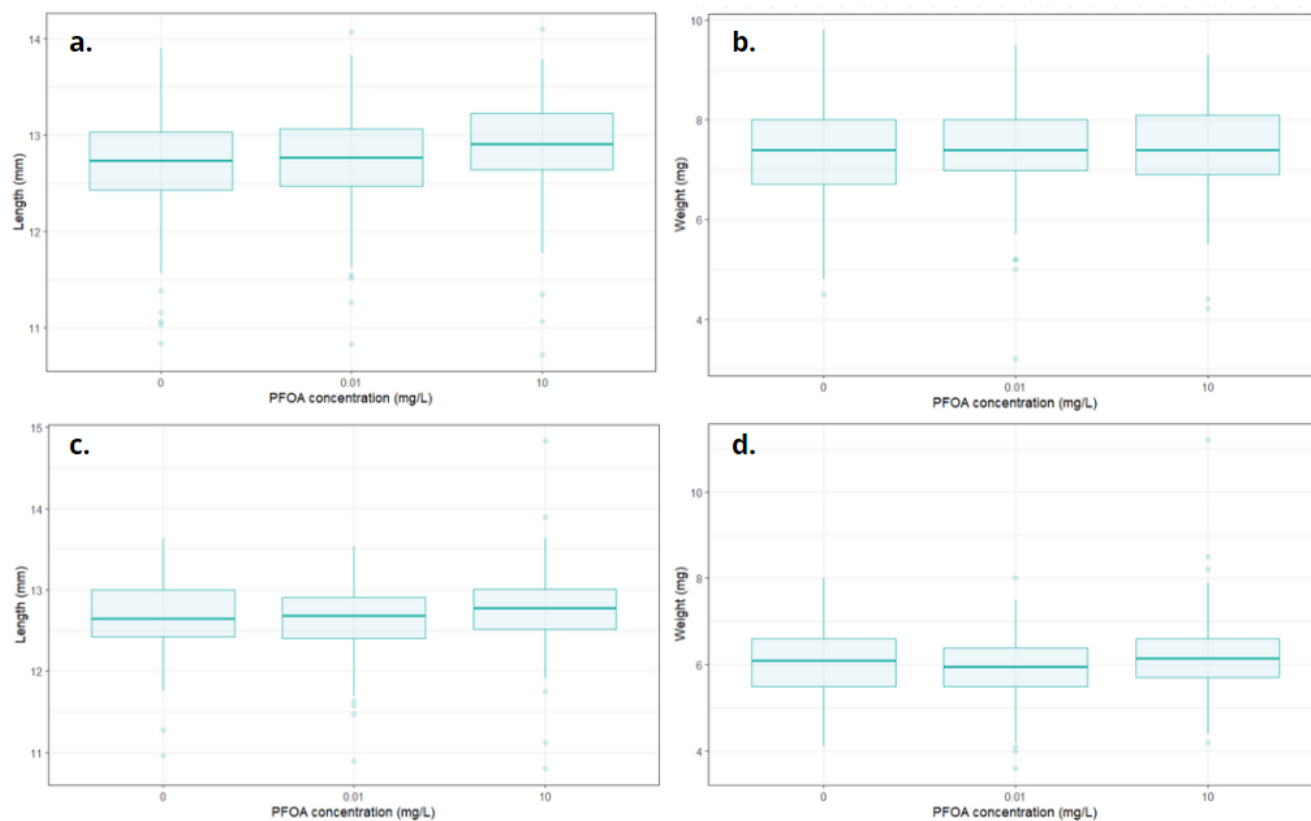 a.
14
13
12
11
Length (mm)
0 0.01 10
PFOA concentration (mg/L)
b.
10
8
6
4
Weight (mg)
0 0.01 10
PFOA concentration (mg/L)
c.
15
14
13
12
11
Length (mm)
0 0.01 10
PFOA concentration (mg/L)
d.
10
8
6
4
Weight (mg)
0 0.01 10
PFOA concentration (mg/L)